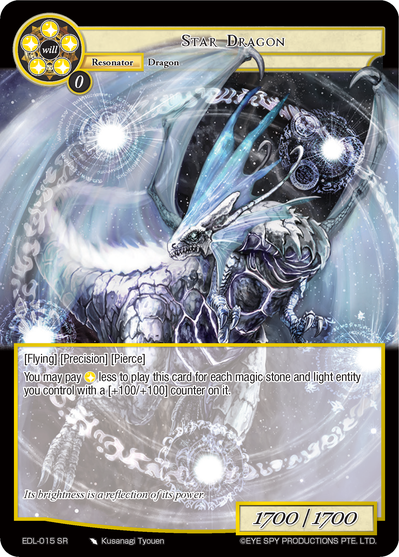 Star Dragon
will
Resonator Dragon
0
[Flying] [Precision] [Pierce]
You may pay less to play this card for each magic stone and light entity
you control with a [+100/+100] counter on it.
Its brightness is a reflection of its power.
1700 / 1700
EDL-015 SR Kusanagi Tyouen ©EYE SPY PRODUCTIONS PTE. LTD.